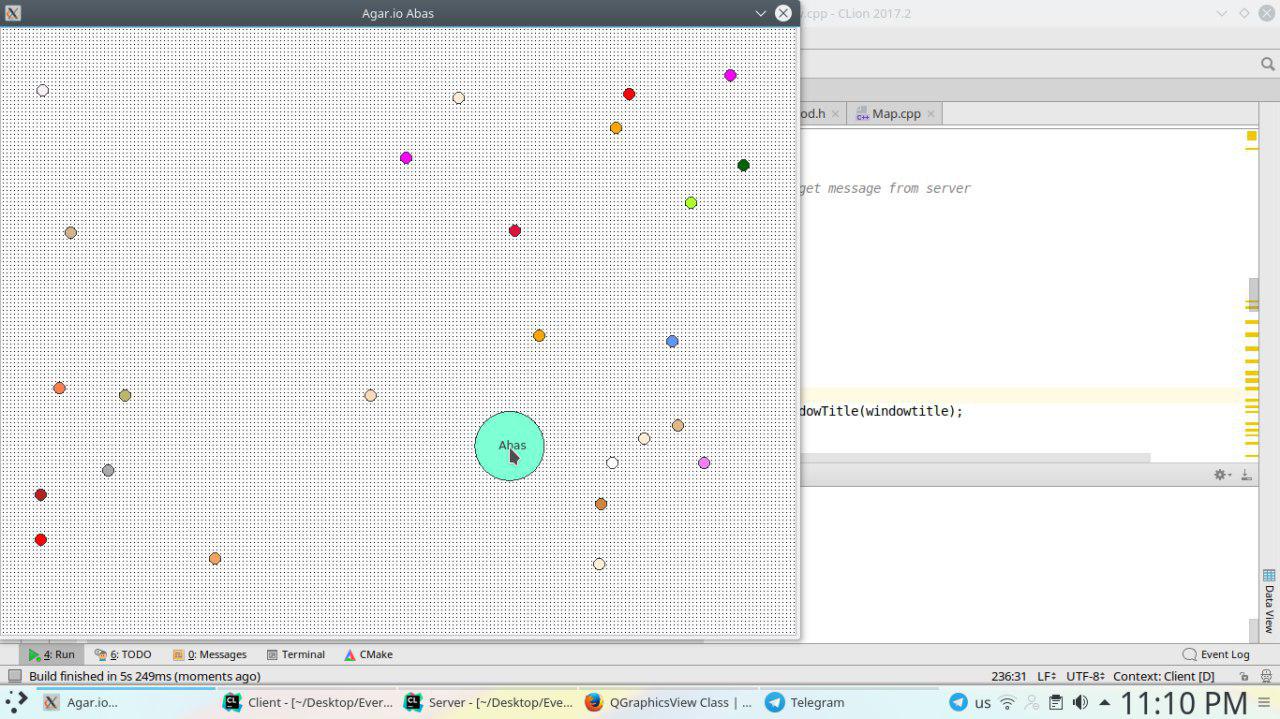 Agar.io Abas
.cpp - CLion 2017.2
od.h
Map.cpp
get message from server
dowTitle(windowtitle);
Abas
4: Run
6: TODO
0: Messages
Terminal
CMake
Event Log
Data View
Build finished in 5s 249ms (moments ago)
236:31
LF
UTF-8
Context: Client [D]
Agar.io...
Client - [~/Desktop/Ever...
Server - [~/Desktop/Eve...
QGraphicsView Class | ...
Telegram
us
11:10 PM